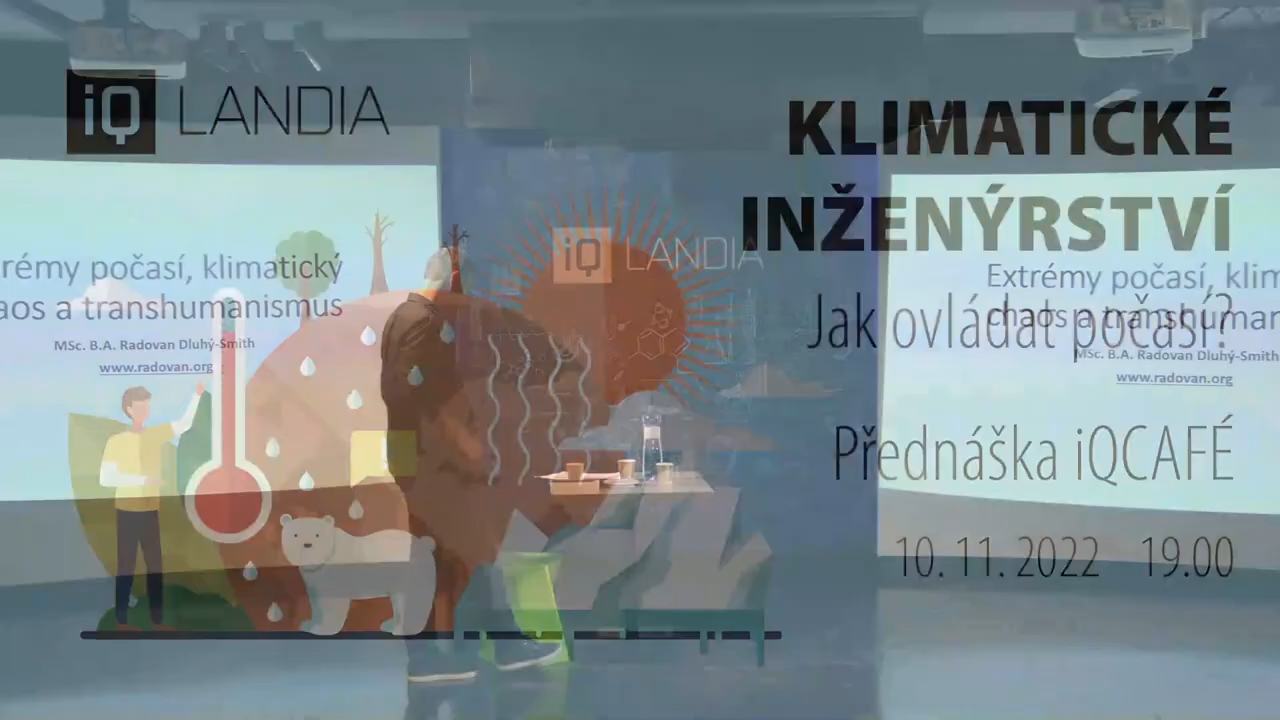 iQ LANDIA
KLIMATICKÉ
INŽENÝRSTVÍ
Jak ovládat počasí?
Přednáška iQCAFÉ
10. 11. 2022 19.00
iQ LANDIA
rémy počasí, klimatický
aos a transhumanismus
MSc. B.A. Radovan Dluhý-Smith
www.radovan.org
Extrémy počasí, klim
chaos a transhuman
MSc. B.A. Radovan Dluhý-Smith
www.radovan.org